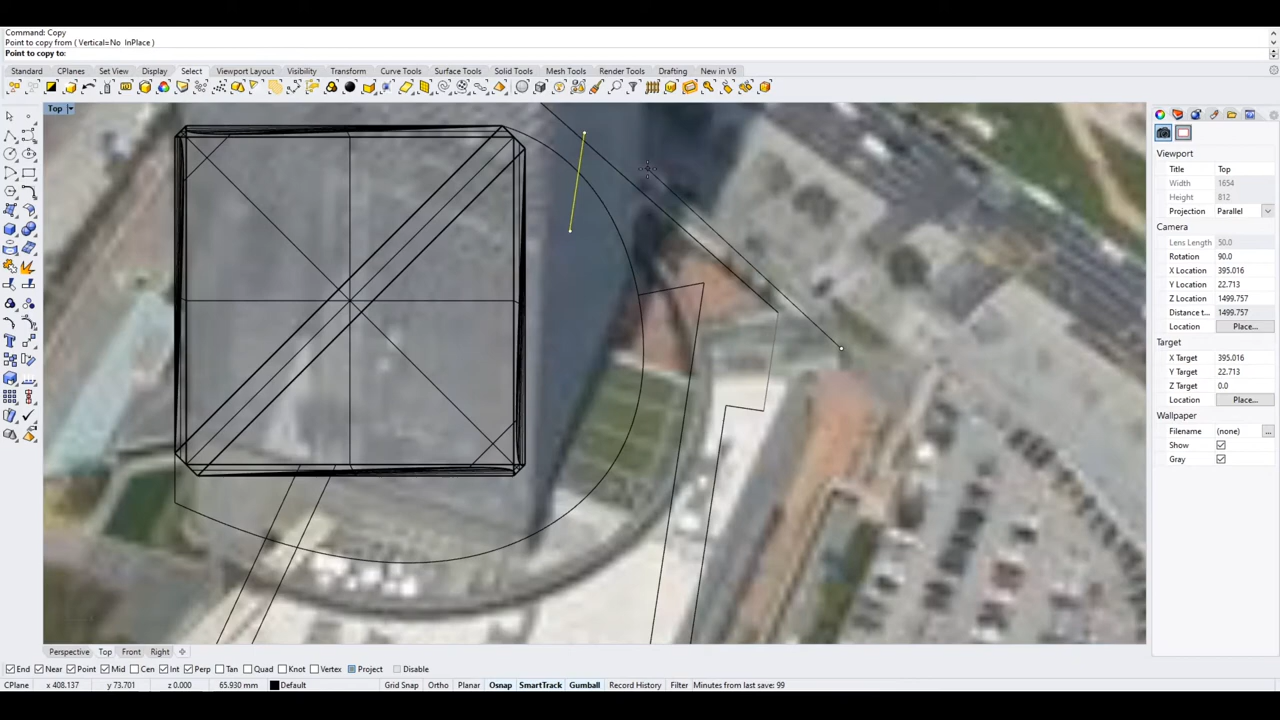 Command: Copy
Point to copy from ( Vertical=No InPlace )
Point to copy to:
Standard CPlanes Set View Display Select Viewport Layout Visibility Transform Curve Tools Surface Tools Solid Tools Mesh Tools Render Tools Drafting New in V6
Top
Viewport
Title Top
Width 1654
Height 812
Projection Parallel
Camera
Lens Length 50.0
Rotation 90.0
X Location 395.016
Y Location 22.713
Z Location 1499.757
Distance t... 1499.757
Location Place...
Target
X Target 395.016
Y Target 22.713
Z Target 0.0
Location Place...
Wallpaper
Filename (none) ...
Show
Gray
Perspective Top Front Right
End Near Point Mid Cen Int Perp Tan Quad Knot Vertex Project Disable
CPlane x 408.137 y 73.701 z 0.000 65.930 mm Default Grid Snap Ortho Planar Osnap SmartTrack Gumball Record History Filter Minutes from last save: 99